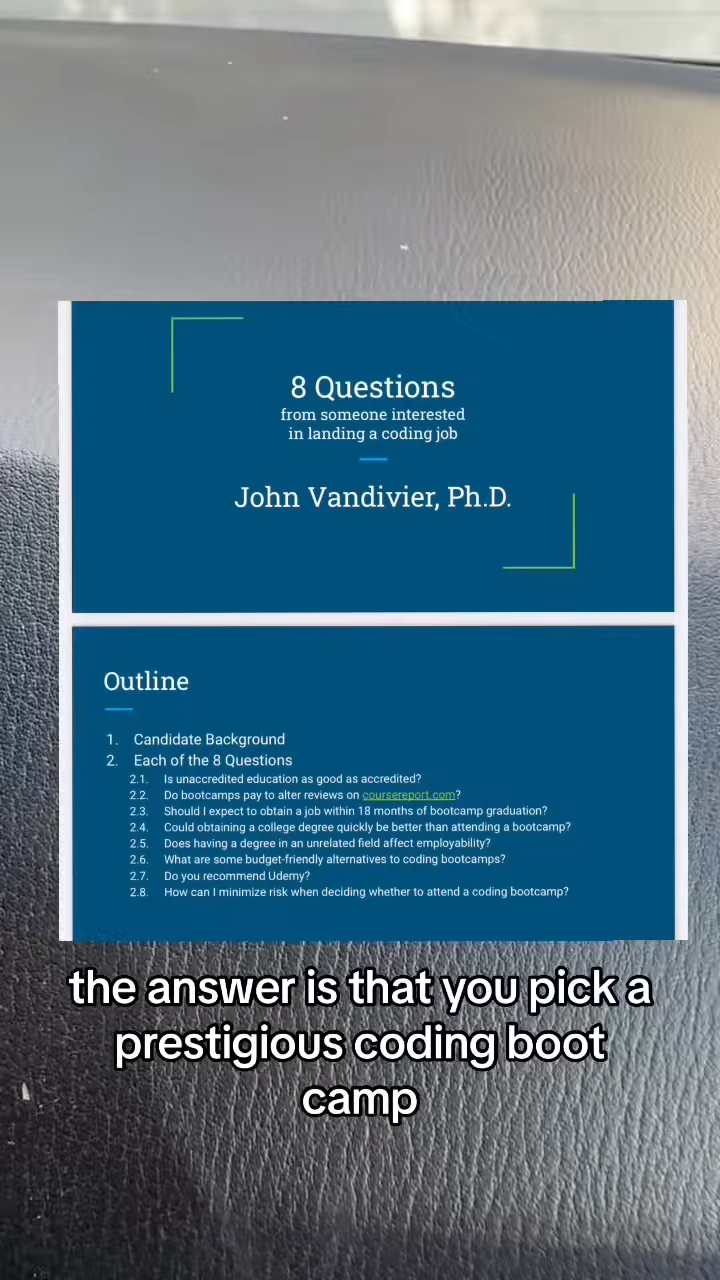 8 Questions
from someone interested
in landing a coding job
John Vandivier, Ph.D.
Outline
1. Candidate Background
2. Each of the 8 Questions
2.1. Is unaccredited education as good as accredited?
2.2. Do bootcamps pay to alter reviews on coursereport.com?
2.3. Should I expect to obtain a job within 18 months of bootcamp graduation?
2.4. Could obtaining a college degree quickly be better than attending a bootcamp?
2.5. Does having a degree in an unrelated field affect employability?
2.6. What are some budget-friendly alternatives to coding bootcamps?
2.7. Do you recommend Udemy?
2.8. How can I minimize risk when deciding whether to attend a coding bootcamp?
the answer is that you pick a
prestigious coding boot
camp